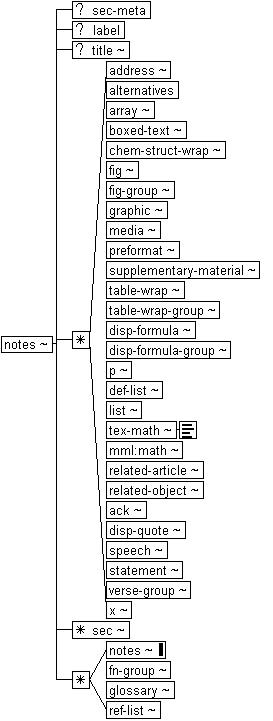 ? sec-meta
? label
? title ~
address ~
alternatives
array ~
boxed-text ~
chem-struct-wrap ~
fig ~
fig-group ~
graphic ~
media ~
preformat ~
supplementary-material ~
table-wrap ~
table-wrap-group ~
disp-formula ~
notes ~
*
disp-formula-group ~
p ~
def-list ~
list ~
tex-math ~
mml:math ~
related-article ~
related-object ~
ack ~
disp-quote ~
speech ~
statement ~
verse-group ~
x ~
* sec ~
notes ~
fn-group ~
*
glossary ~
ref-list ~